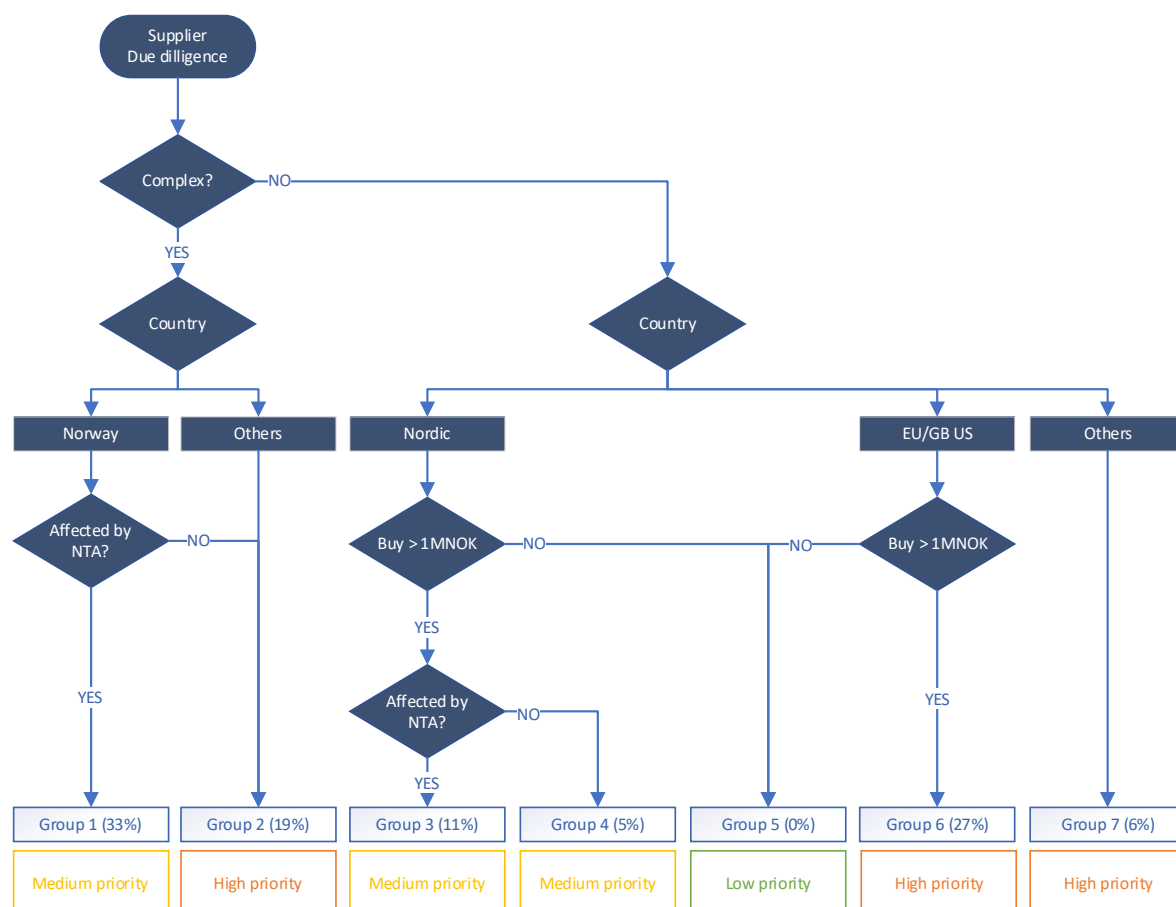 Supplier
Due dilligence
Complex?
NO
YES
Country
Country
Norway
Others
Nordic
EU/GB US
Others
Affected by
NTA?
NO
Buy > 1MNOK
NO
NO
Buy > 1MNOK
YES
YES
Affected by
NTA?
NO
YES
YES
Group 1 (33%)
Group 2 (19%)
Group 3 (11%)
Group 4 (5%)
Group 5 (0%)
Group 6 (27%)
Group 7 (6%)
Medium priority
High priority
Medium priority
Medium priority
Low priority
High priority
High priority